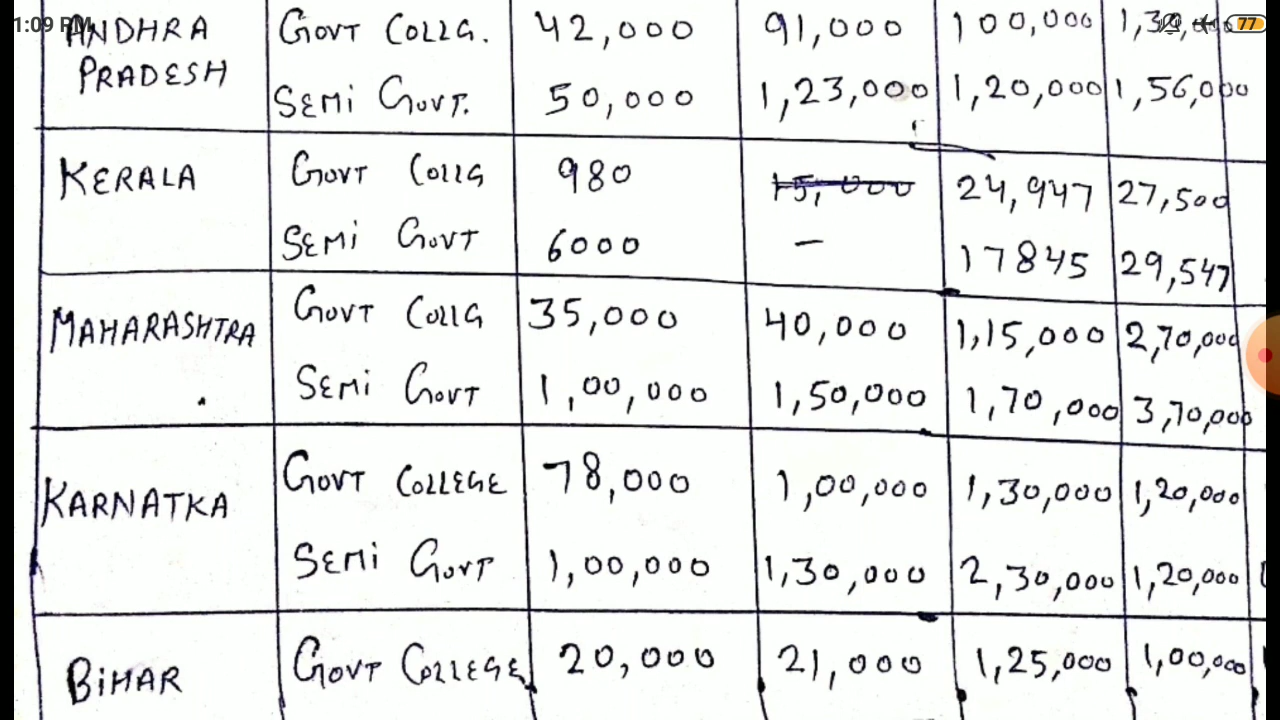 1:09 PM 77
ANDHRA GOVT COLLG. 42,000 91,000 100,000
PRADESH
SEMI GOVT. 50,000 1,23,000 1,20,000 1,56,000
KERALA GOVT COLLG 980 15,000 24,947 27,500
SEMI GOVT 6000 – 17845 29,547
MAHARASHTRA GOVT COLLG 35,000 40,000 1,15,000 2,70,000
SEMI GOVT 1,00,000 1,50,000 1,70,000 3,70,000
KARNATKA GOVT COLLEGE 78,000 1,00,000 1,30,000 1,20,000
SEMI GOVT 1,00,000 1,30,000 2,30,000 1,20,000
BIHAR GOVT COLLEGE 20,000 21,000 1,25,000 1,00,000